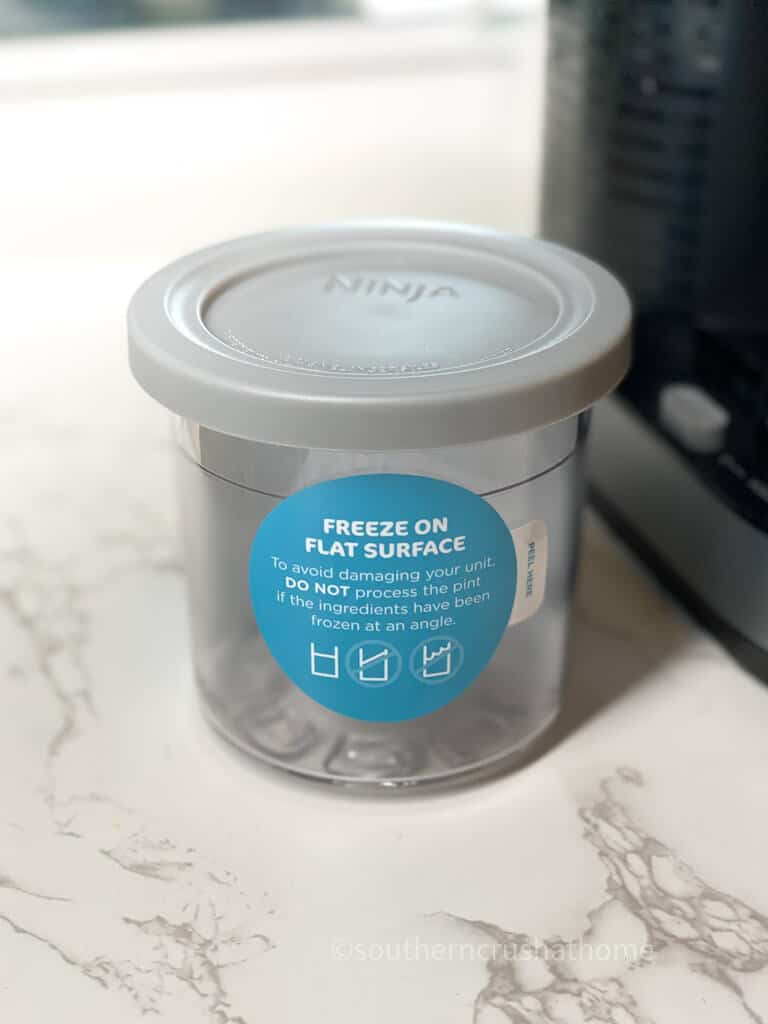 NINJA
FREEZE ON
FLAT SURFACE
To avoid damaging your unit,
DO NOT process the pint
if the ingredients have been
frozen at an angle.
PEEL HERE
©southerncrushathome